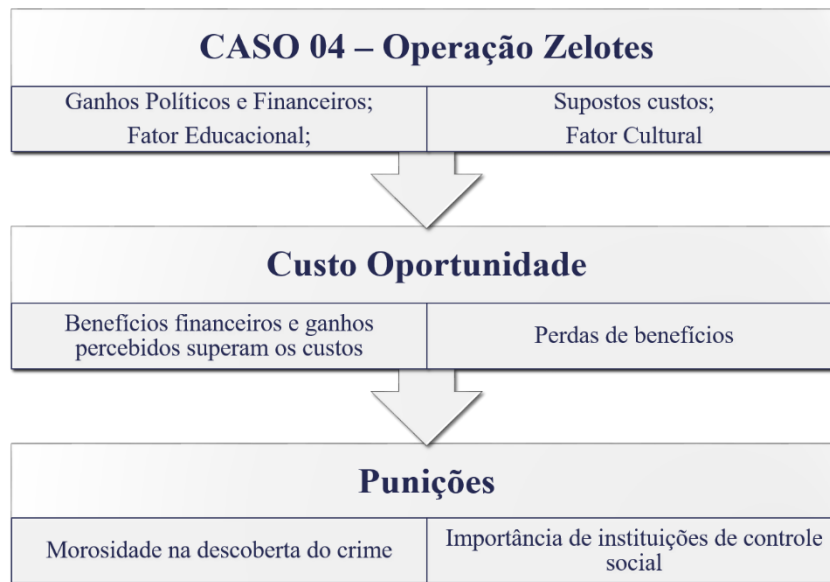 CASO 04 – Operação Zelotes
Ganhos Políticos e Financeiros;
Fator Educacional;
Supostos custos;
Fator Cultural
Custo Oportunidade
Benefícios financeiros e ganhos
percebidos superam os custos
Perdas de benefícios
Punições
Morosidade na descoberta do crime
Importância de instituições de controle
social